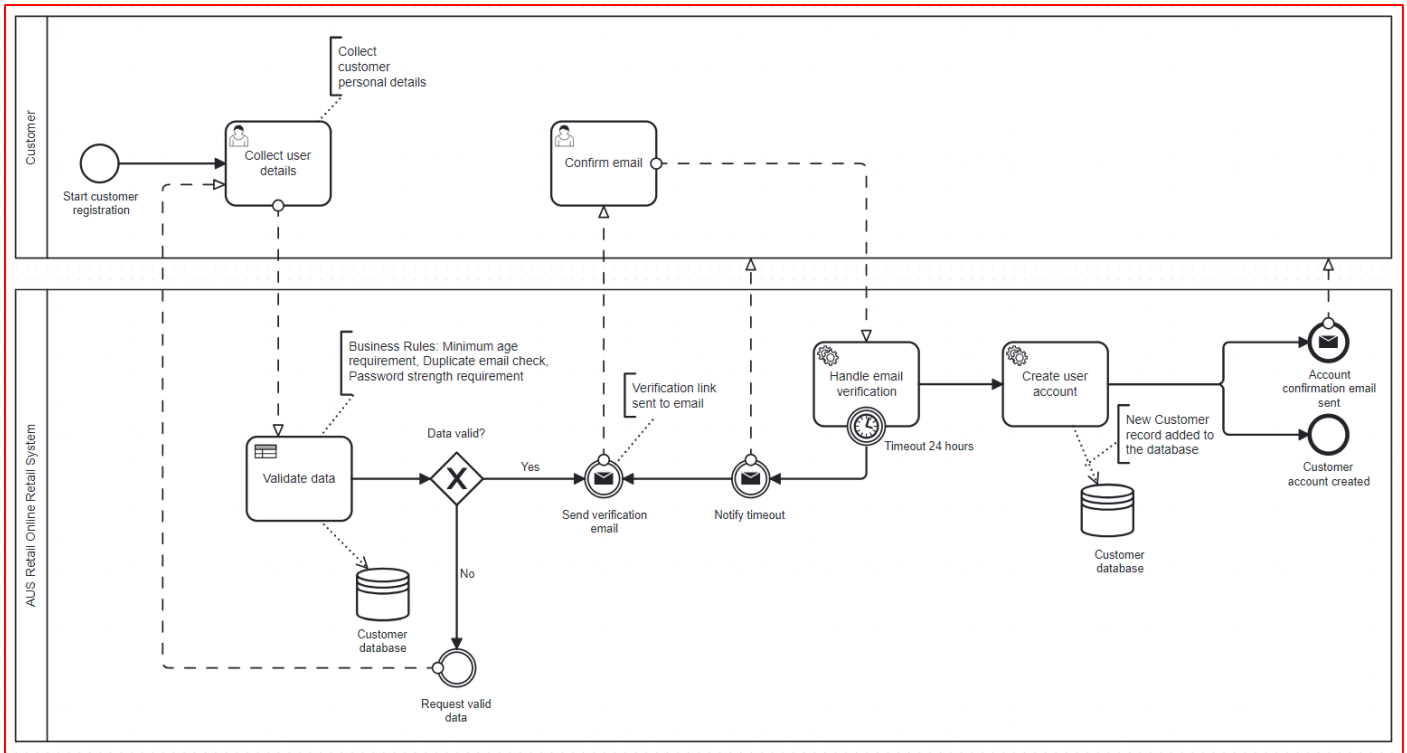 Customer
Collect
customer
personal details
Collect user
details
Start customer
registration
Confirm email
AUS Retail Online Retail System
Business Rules: Minimum age
requirement, Duplicate email check,
Password strength requirement
Validate data
Data valid?
Yes
No
Customer
database
Request valid
data
Verification link
sent to email
Send verification
email
Notify timeout
Handle email
verification
Timeout 24 hours
Create user
account
New Customer
record added to
the database
Customer
database
Account
confirmation email
sent
Customer
account created